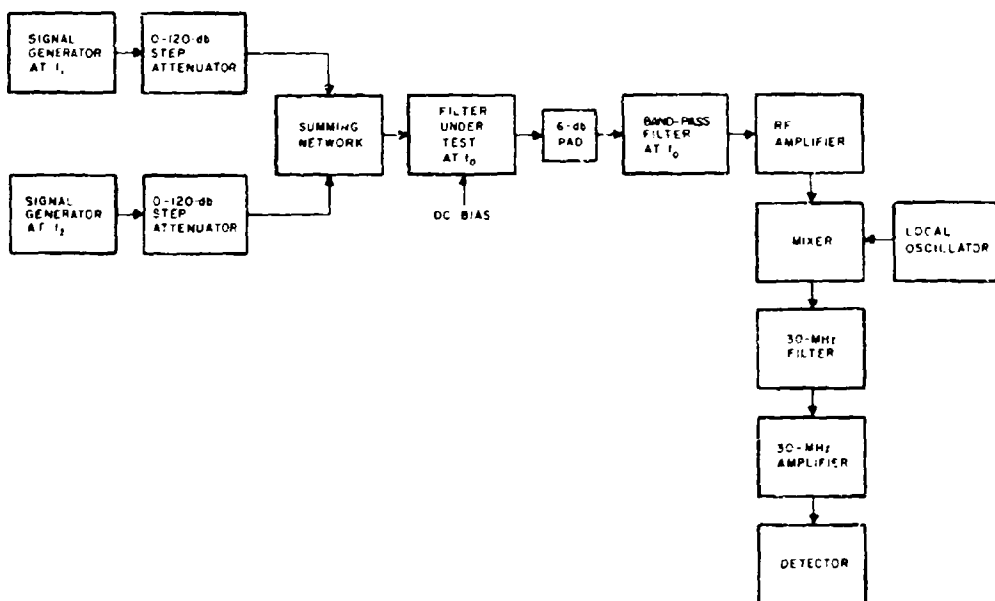 SIGNAL
GENERATOR
AT f₁
0-120-db
STEP
ATTENUATOR
SUMMING
NETWORK
FILTER
UNDER
TEST
AT f₀
6-db
PAD
BAND-PASS
FILTER
AT f₀
RF
AMPLIFIER
SIGNAL
GENERATOR
AT f₂
0-120-db
STEP
ATTENUATOR
DC BIAS
MIXER
LOCAL
OSCILLATOR
30-MHz
FILTER
30-MHz
AMPLIFIER
DETECTOR